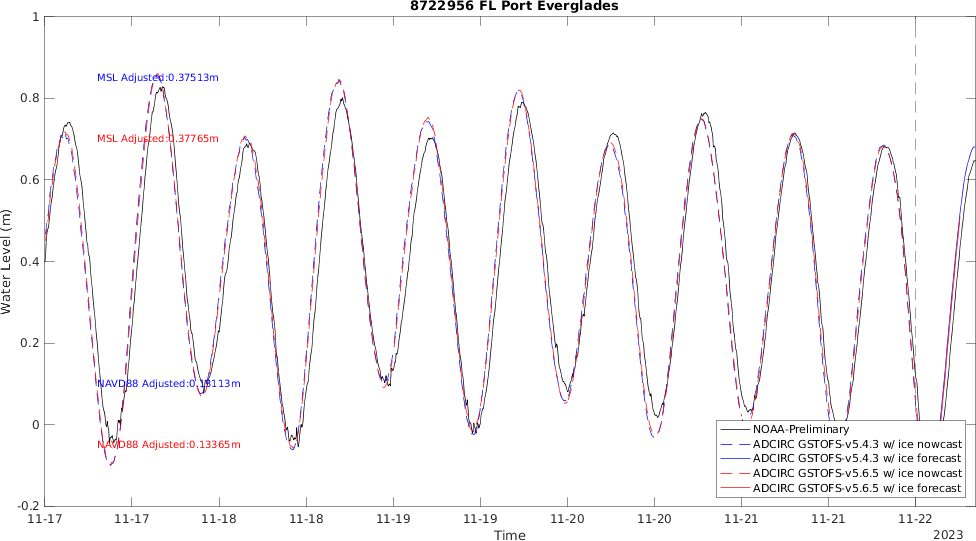 8722956 FL Port Everglades
1
0.8
0.6
0.4
0.2
0
-0.2
Water Level (m)
MSL Adjusted:0.37513m
MSL Adjusted:0.37765m
NAVD88 Adjusted:0.13113m
NAVD88 Adjusted:0.13365m
NOAA-Preliminary
ADCIRC GSTOFS-v5.4.3 w/ ice nowcast
ADCIRC GSTOFS-v5.4.3 w/ ice forecast
ADCIRC GSTOFS-v5.6.5 w/ ice nowcast
ADCIRC GSTOFS-v5.6.5 w/ ice forecast
11-17 11-17 11-18 11-18 11-19 11-19 11-20 11-20 11-21 11-21 11-22
Time
2023